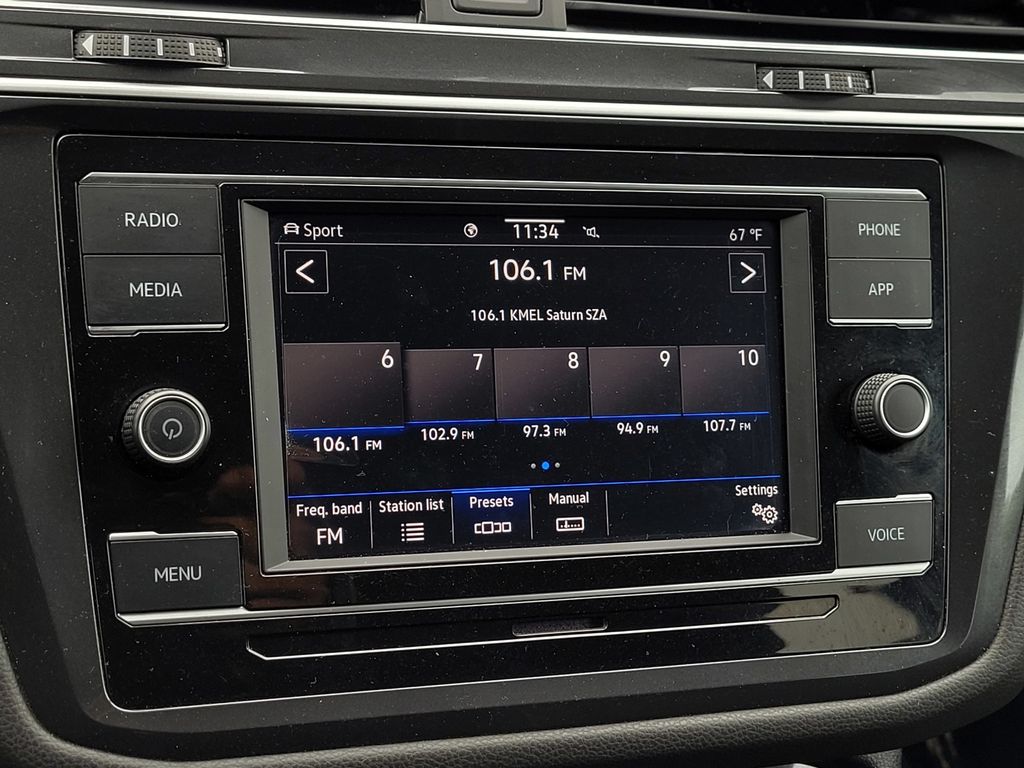 RADIO
MEDIA
MENU
PHONE
APP
VOICE
Sport 11:34 67 °F
< 106.1 FM >
106.1 KMEL Saturn SZA
6 7 8 9 10
106.1 FM 102.9 FM 97.3 FM 94.9 FM 107.7 FM
Freq. band Station list Presets Manual Settings
FM